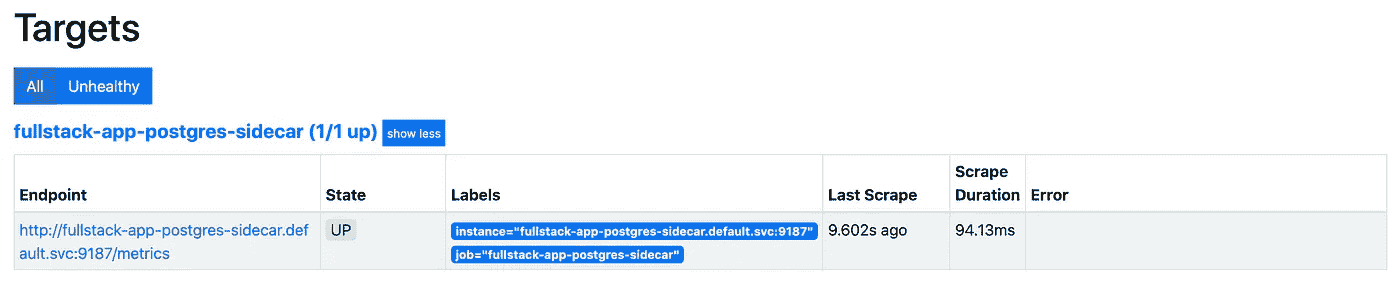 Targets
All Unhealthy
fullstack-app-postgres-sidecar (1/1 up) show less
Endpoint State Labels Last Scrape Scrape Duration Error
http://fullstack-app-postgres-sidecar.def
ault.svc:9187/metrics
UP
instance="fullstack-app-postgres-sidecar.default.svc:9187"
job="fullstack-app-postgres-sidecar"
9.602s ago
94.13ms